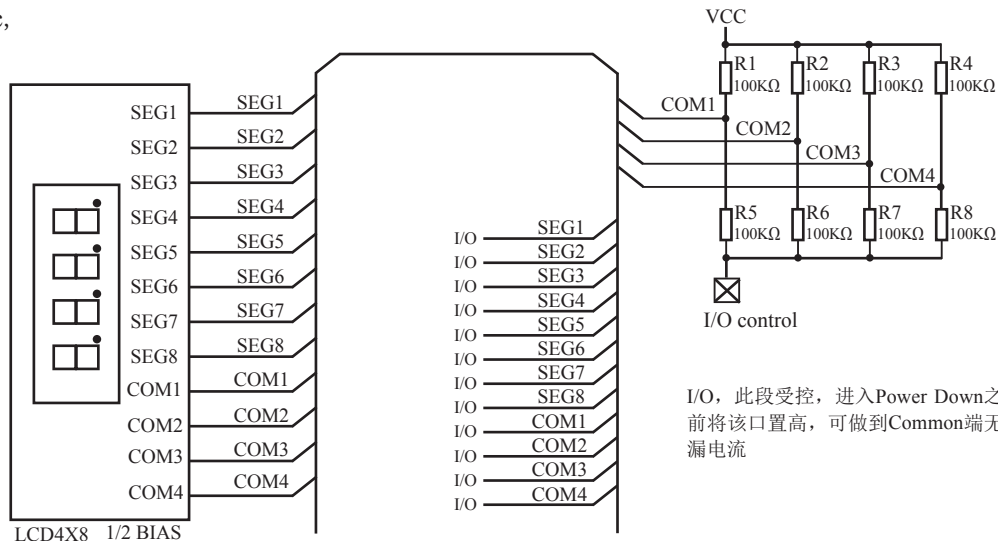 c,
VCC
R1
R2
R3
R4
100KΩ
100KΩ
100KΩ
100KΩ
COM1
COM2
COM3
COM4
R5
R6
R7
R8
100KΩ
100KΩ
100KΩ
100KΩ
I/O control
I/O，此段受控，进入Power Down之
前将该口置高，可做到Common端无
漏电流
SEG1 SEG1
SEG2 SEG2
SEG3 SEG3
SEG4 SEG4
SEG5 SEG5
SEG6 SEG6
SEG7 SEG7
SEG8 SEG8
COM1 COM1
COM2 COM2
COM3 COM3
COM4 COM4
LCD4X8 1/2 BIAS
I/O SEG1
I/O SEG2
I/O SEG3
I/O SEG4
I/O SEG5
I/O SEG6
I/O SEG7
I/O SEG8
I/O COM1
I/O COM2
I/O COM3
I/O COM4